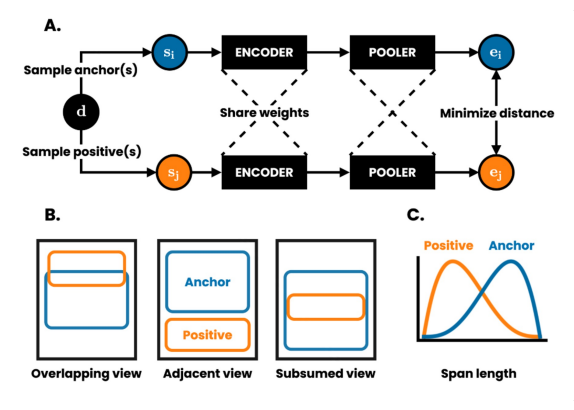 A.
s_i
ENCODER
POOLER
e_i
Sample anchor(s)
d
Share weights
Minimize distance
Sample positive(s)
s_j
ENCODER
POOLER
e_j
B.
C.
Anchor
Positive
Positive Anchor
Overlapping view
Adjacent view
Subsumed view
Span length